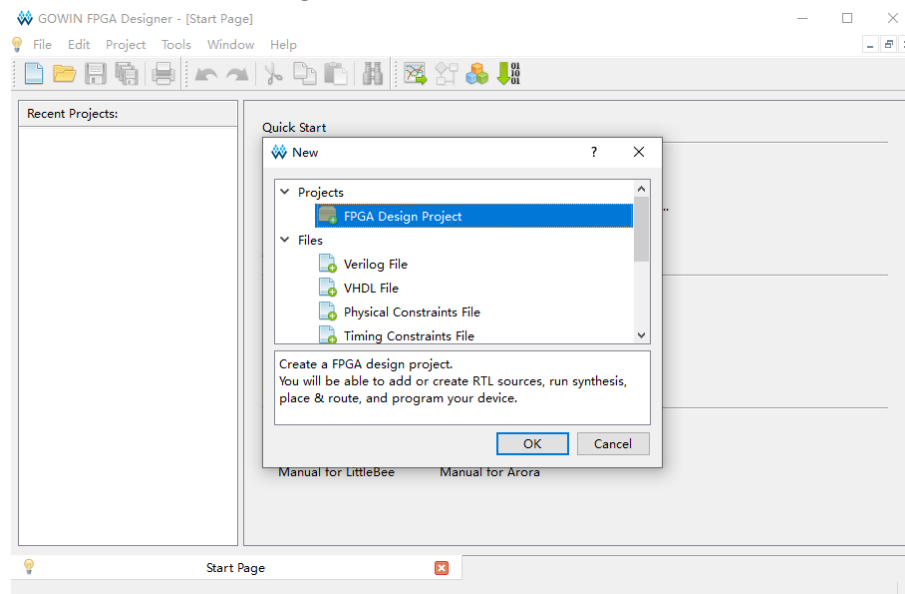 GOWIN FPGA Designer - [Start Page]
File Edit Project Tools Window Help
Recent Projects:
Quick Start
New
Projects
FPGA Design Project
...
Files
Verilog File
VHDL File
Physical Constraints File
Timing Constraints File
Create a FPGA design project.
You will be able to add or create RTL sources, run synthesis,
place & route, and program your device.
OK Cancel
Manual for LittleBee Manual for Arora
Start Page